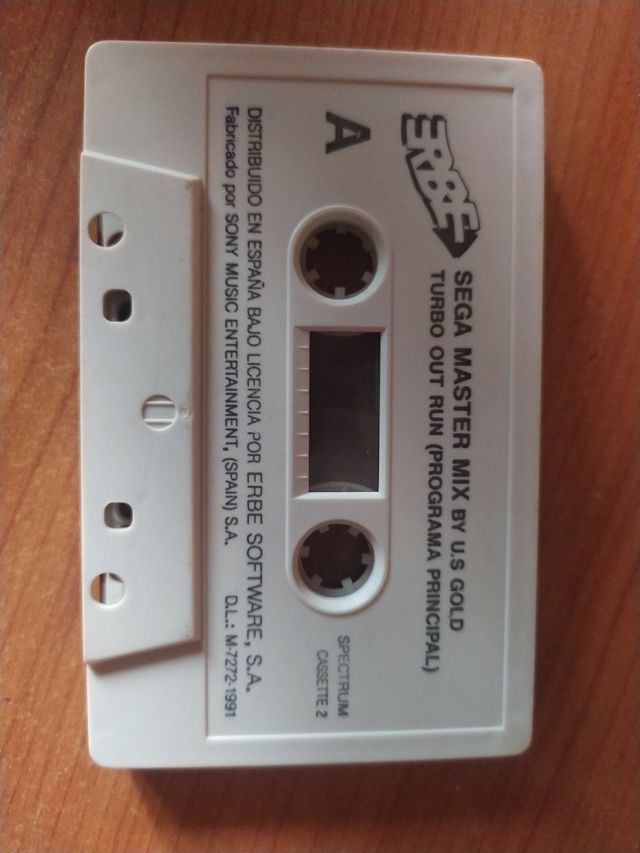 ERBE
SEGA MASTER MIX BY U.S GOLD
TURBO OUT RUN (PROGRAMA PRINCIPAL)
A
SPECTRUM
CASSETTE 2
DISTRIBUIDO EN ESPAÑA BAJO LICENCIA POR ERBE SOFTWARE, S.A.
Fabricado por SONY MUSIC ENTERTAINMENT, (SPAIN) S.A. D.L.: M-7272-1991